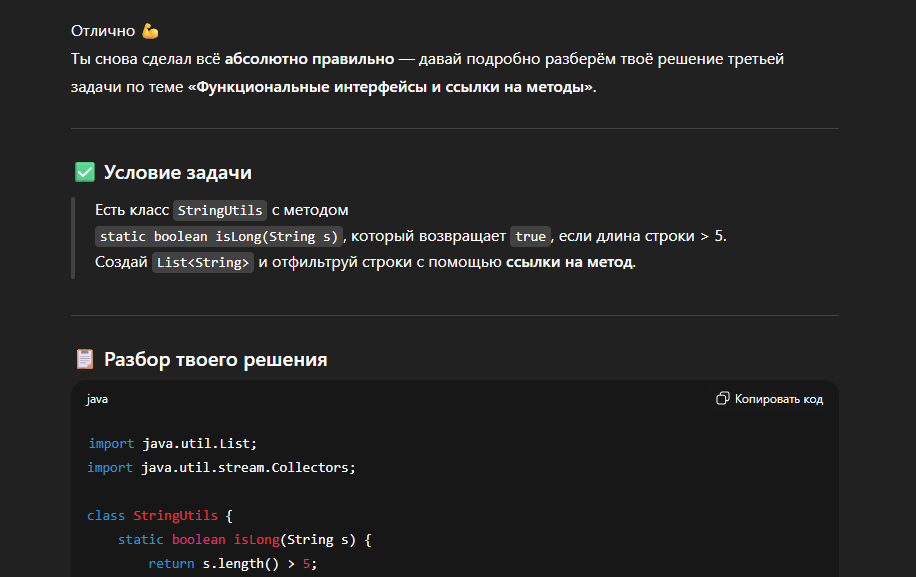 Отлично 💪
Ты снова сделал всё абсолютно правильно — давай подробно разберём твоё решение третьей
задачи по теме «Функциональные интерфейсы и ссылки на методы».
✅ Условие задачи
Есть класс StringUtils с методом
static boolean isLong(String s), который возвращает true, если длина строки > 5.
Создай List<String> и отфильтруй строки с помощью ссылки на метод.
📋 Разбор твоего решения
java
Копировать код
import java.util.List;
import java.util.stream.Collectors;
class StringUtils {
    static boolean isLong(String s) {
        return s.length() > 5;